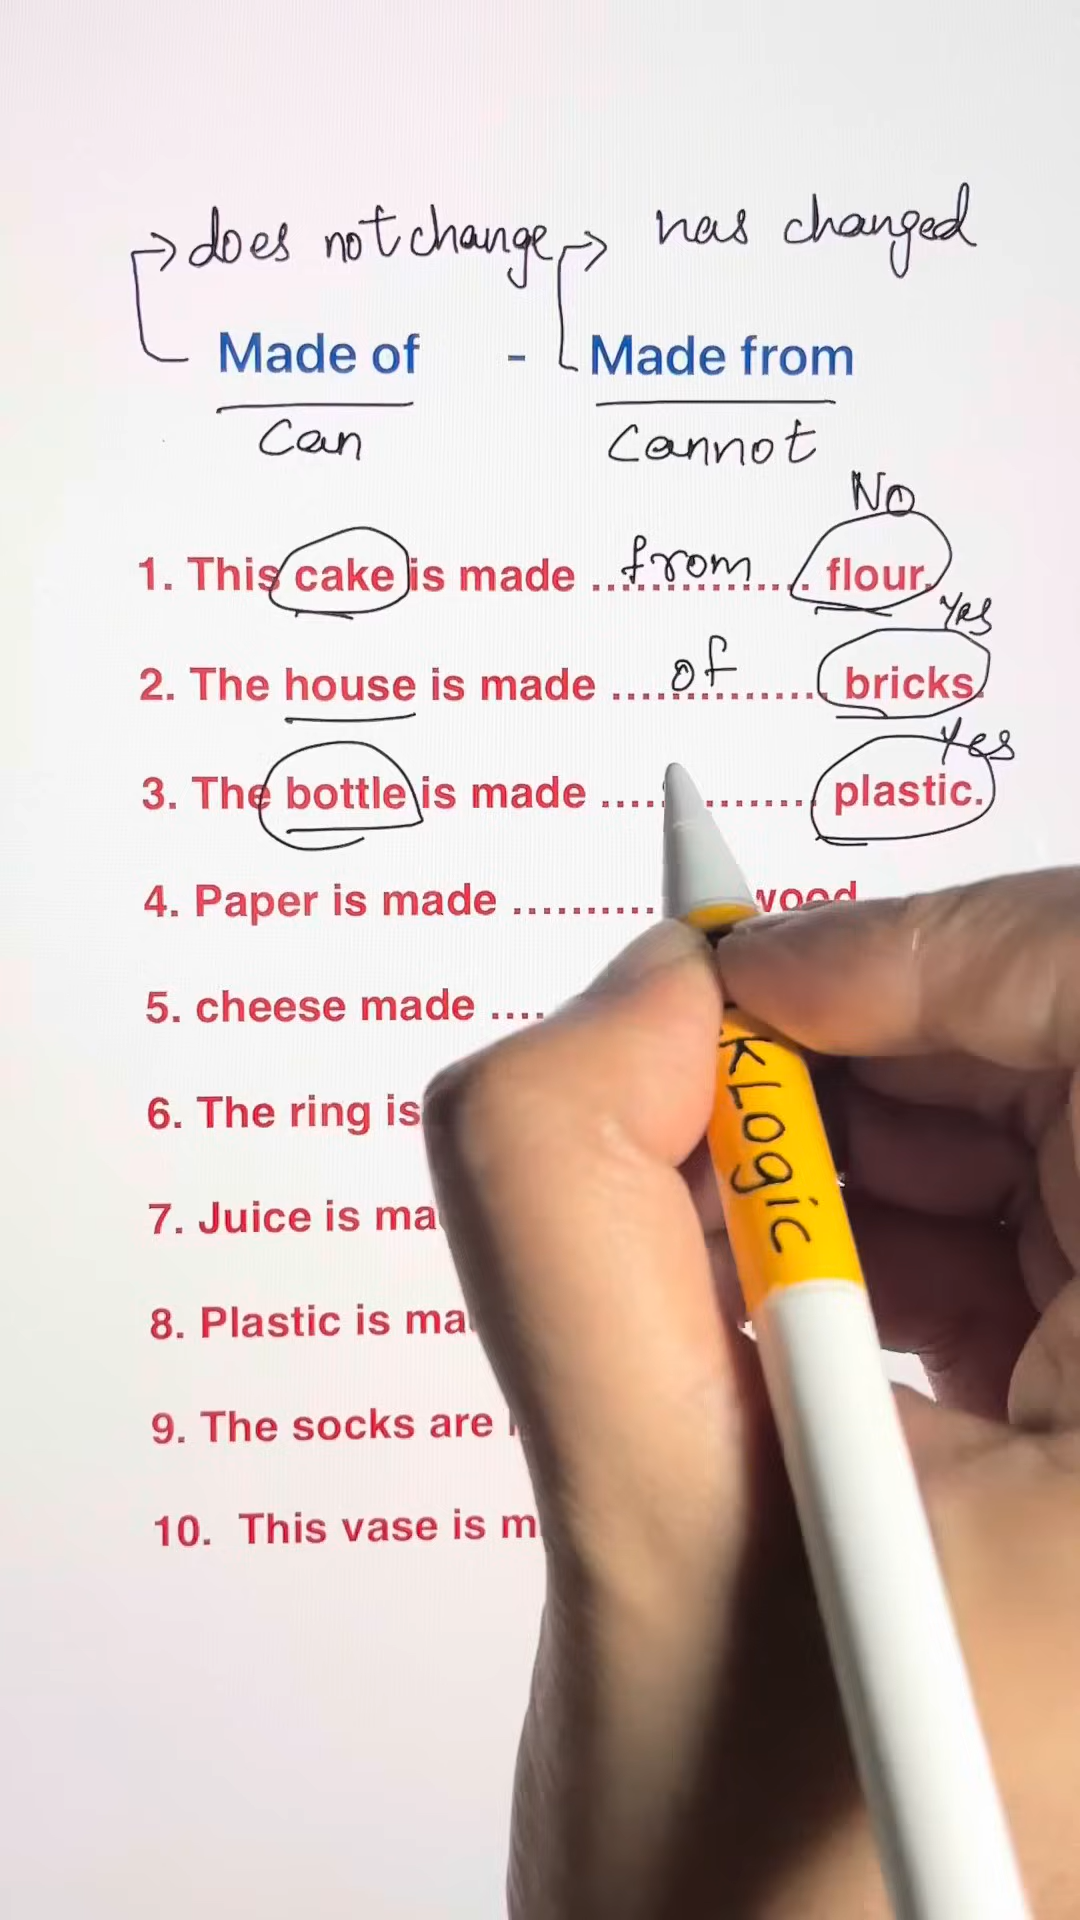 does not change has changed
Made of - Made from
Can Cannot
No
1. This cake is made from flour.
Yes
2. The house is made of bricks.
Yes
3. The bottle is made ............ plastic.
4. Paper is made .......... wood
5. cheese made ....
6. The ring is
7. Juice is
8. Plastic is
9. The socks are
10. This vase is
Logic